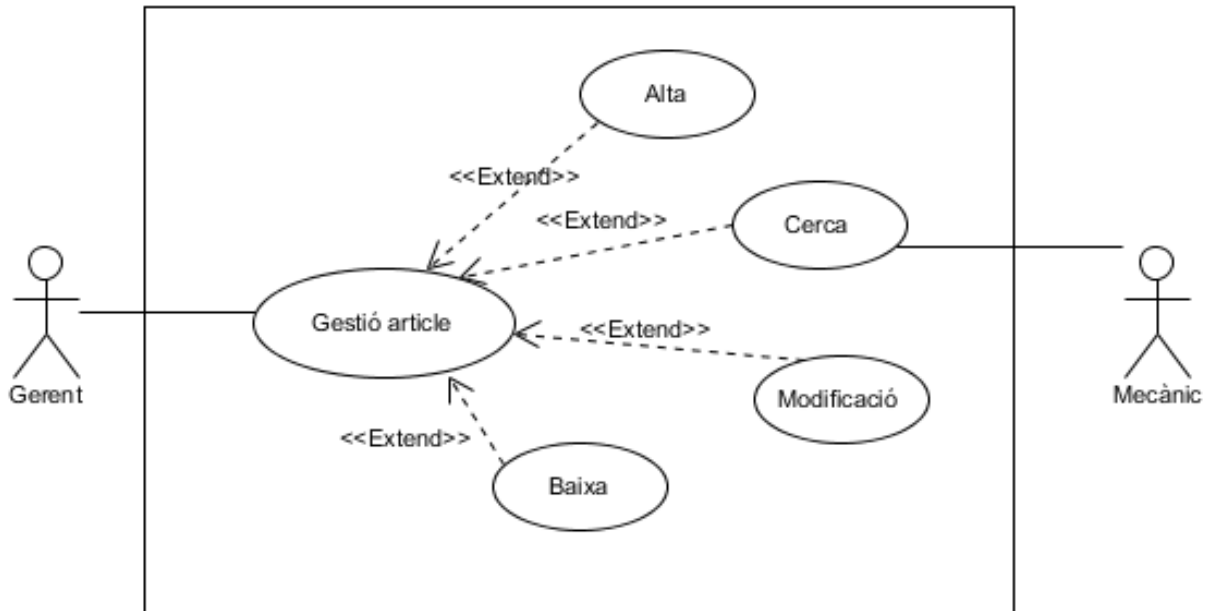 Alta
<<Extend>>
<<Extend>>
Cerca
Gestió article
<<Extend>>
Gerent
Modificació
Mecànic
<<Extend>>
Baixa